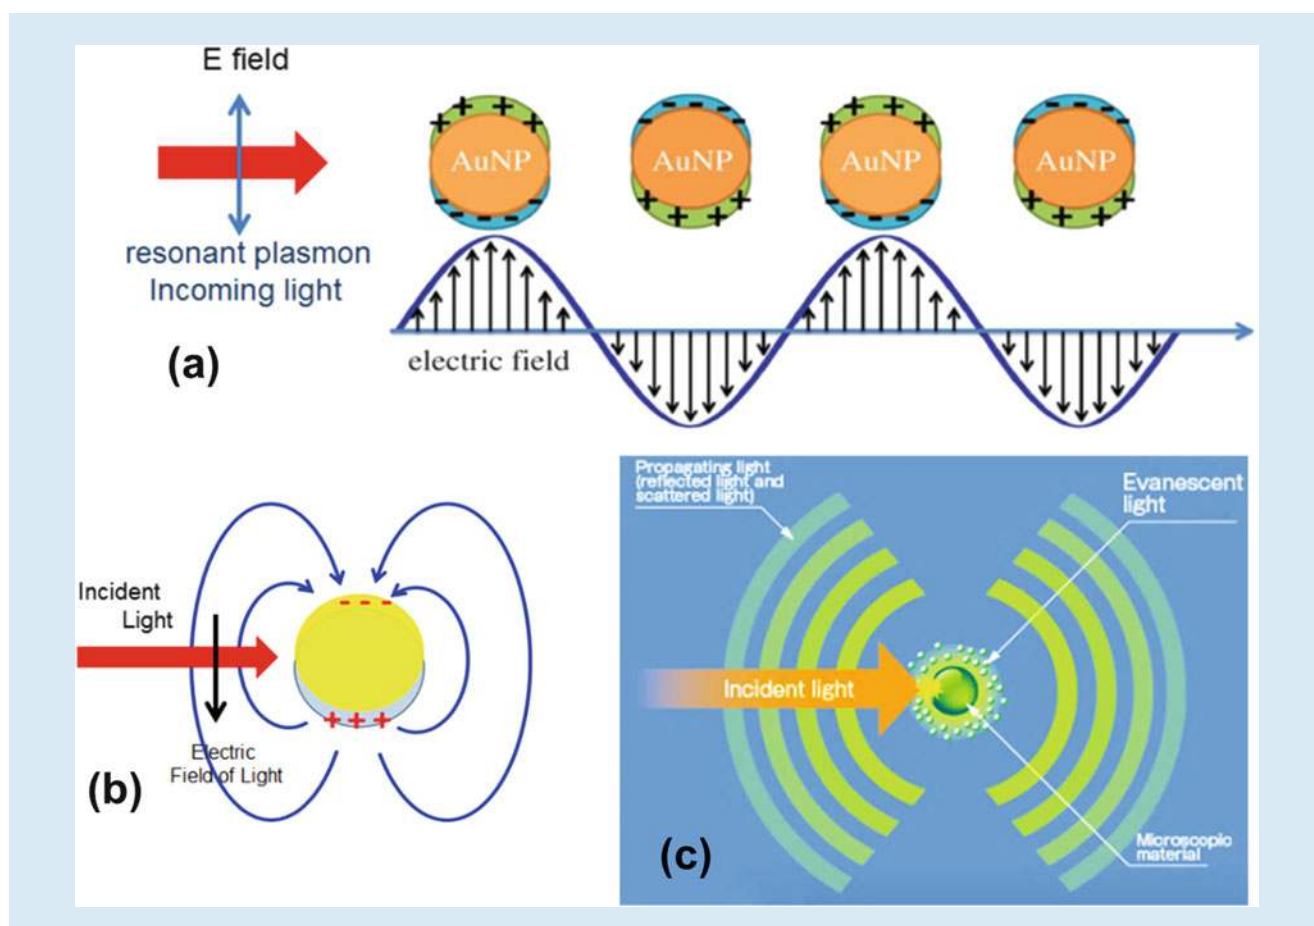 E field
resonant plasmon
Incoming light
+ + + +
AuNP
- - - - -
- - - - -
AuNP
+ + + +
+ + + +
AuNP
- - - - -
- - - - -
AuNP
+ + + +
electric field
(a)
Incident
Light
- - -
+ + +
Electric
Field of Light
(b)
Propagating light
(reflected light and
scattered light)
Evanescent
light
Incident light
Microscopic
material
(c)